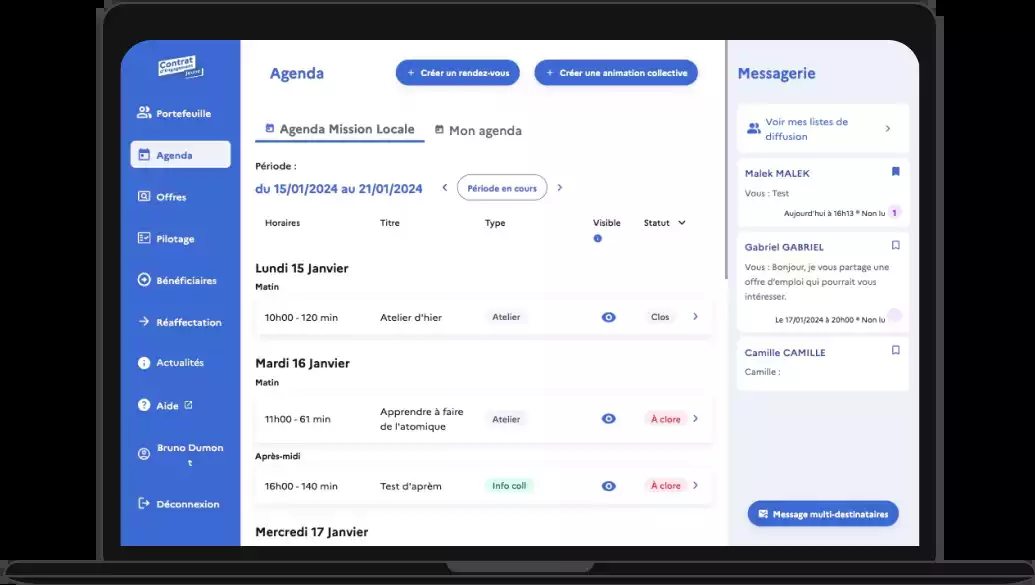 Contrat
d'Engagement
Jeune
Portefeuille
Agenda
Offres
Pilotage
Bénéficiaires
Réaffectation
Actualités
Aide
Bruno Dumon
t
Déconnexion
Agenda
+ Créer un rendez-vous
+ Créer une animation collective
Agenda Mission Locale
Mon agenda
Période :
du 15/01/2024 au 21/01/2024
Période en cours
Horaires Titre Type Visible Statut
Lundi 15 Janvier
Matin
10h00 - 120 min Atelier d'hier Atelier Clos
Mardi 16 Janvier
Matin
11h00 - 61 min Apprendre à faire Atelier À clore
de l'atomique
Après-midi
16h00 - 140 min Test d'aprèm Info coll À clore
Mercredi 17 Janvier
Messagerie
Voir mes listes de
diffusion
Malek MALEK
Vous : Test
Aujourd'hui à 16h13 • Non lu 1
Gabriel GABRIEL
Vous : Bonjour, je vous partage une
offre d'emploi qui pourrait vous
intéresser.
Le 17/01/2024 à 20h00 • Non lu
Camille CAMILLE
Camille :
Message multi-destinataires